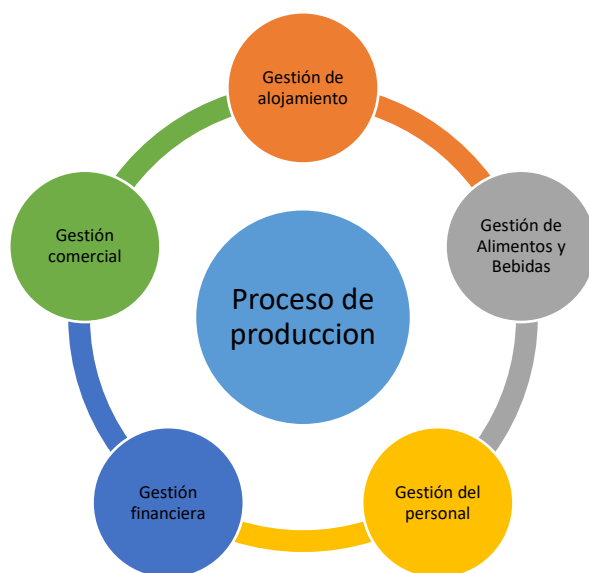 Gestión de
alojamiento
Gestión de
Alimentos y
Bebidas
Gestión del
personal
Gestión
financiera
Gestión
comercial
Proceso de
produccion